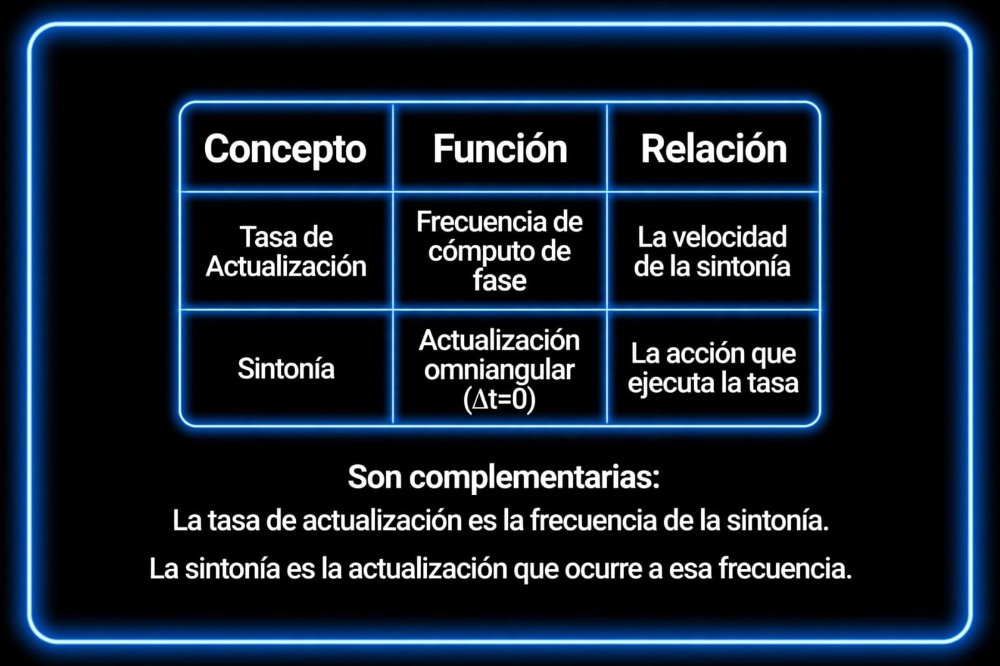 Concepto
Función
Relación
Tasa de
Actualización
Frecuencia de
cómputo de
fase
La velocidad
de la sintonía
Sintonía
Actualización
omniangular
(Δt=0)
La acción que
ejecuta la tasa
Son complementarias:
La tasa de actualización es la frecuencia de la sintonía.
La sintonía es la actualización que ocurre a esa frecuencia.